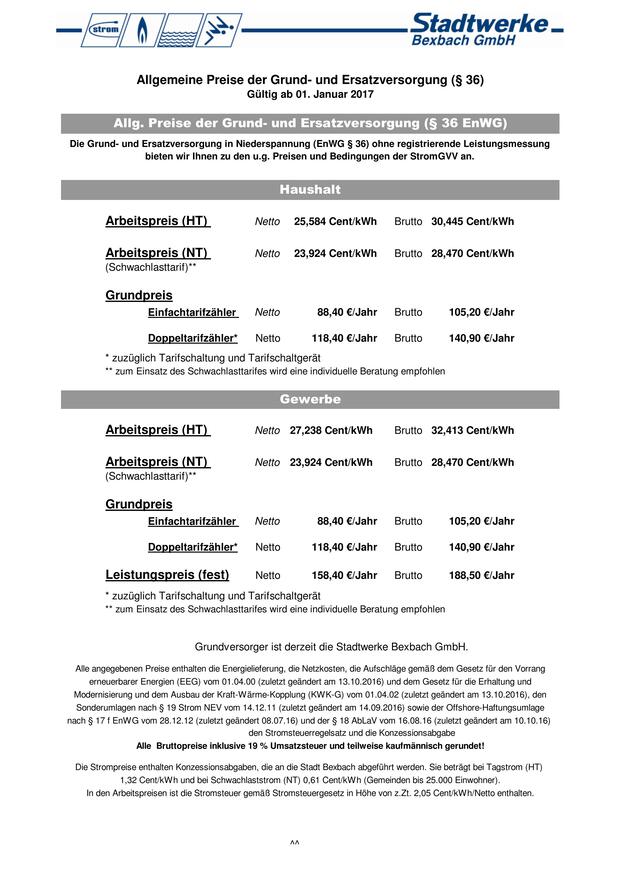 strom
Stadtwerke
Bexbach GmbH
Allgemeine Preise der Grund- und Ersatzversorgung (§ 36)
Gültig ab 01. Januar 2017
Allg. Preise der Grund- und Ersatzversorgung (§ 36 EnWG)
Die Grund- und Ersatzversorgung in Niederspannung (EnWG § 36) ohne registrierende Leistungsmessung
bieten wir Ihnen zu den u.g. Preisen und Bedingungen der StromGVV an.
Haushalt
Arbeitspreis (HT) Netto 25,584 Cent/kWh Brutto 30,445 Cent/kWh
Arbeitspreis (NT) Netto 23,924 Cent/kWh Brutto 28,470 Cent/kWh
(Schwachlasttarif)**
Grundpreis
Einfachtarifzähler Netto 88,40 €/Jahr Brutto 105,20 €/Jahr
Doppeltarifzähler* Netto 118,40 €/Jahr Brutto 140,90 €/Jahr
* zuzüglich Tarifschaltung und Tarifschaltgerät
** zum Einsatz des Schwachlasttarifes wird eine individuelle Beratung empfohlen
Gewerbe
Arbeitspreis (HT) Netto 27,238 Cent/kWh Brutto 32,413 Cent/kWh
Arbeitspreis (NT) Netto 23,924 Cent/kWh Brutto 28,470 Cent/kWh
(Schwachlasttarif)**
Grundpreis
Einfachtarifzähler Netto 88,40 €/Jahr Brutto 105,20 €/Jahr
Doppeltarifzähler* Netto 118,40 €/Jahr Brutto 140,90 €/Jahr
Leistungspreis (fest) Netto 158,40 €/Jahr Brutto 188,50 €/Jahr
* zuzüglich Tarifschaltung und Tarifschaltgerät
** zum Einsatz des Schwachlasttarifes wird eine individuelle Beratung empfohlen
Grundversorger ist derzeit die Stadtwerke Bexbach GmbH.
Alle angegebenen Preise enthalten die Energielieferung, die Netzkosten, die Aufschläge gemäß dem Gesetz für den Vorrang
erneuerbarer Energien (EEG) vom 01.04.00 (zuletzt geändert am 13.10.2016) und dem Gesetz für die Erhaltung und
Modernisierung und dem Ausbau der Kraft-Wärme-Kopplung (KWK-G) vom 01.04.02 (zuletzt geändert am 13.10.2016), den
Sonderumlagen nach § 19 Strom NEV vom 14.12.11 (zuletzt geändert am 14.09.2016) sowie der Offshore-Haftungsumlage
nach § 17 f EnWG vom 28.12.12 (zuletzt geändert 08.07.16) und der § 18 AbLaV vom 16.08.16 (zuletzt geändert am 10.10.16)
den Stromsteuerregelsatz und die Konzessionsabgabe
Alle Bruttopreise inklusive 19 % Umsatzsteuer und teilweise kaufmännisch gerundet!
Die Strompreise enthalten Konzessionsabgaben, die an die Stadt Bexbach abgeführt werden. Sie beträgt bei Tagstrom (HT)
1,32 Cent/kWh und bei Schwachlaststrom (NT) 0,61 Cent/kWh (Gemeinden bis 25.000 Einwohner).
In den Arbeitspreisen ist die Stromsteuer gemäß Stromsteuergesetz in Höhe von z.Zt. 2,05 Cent/kWh/Netto enthalten.
^^